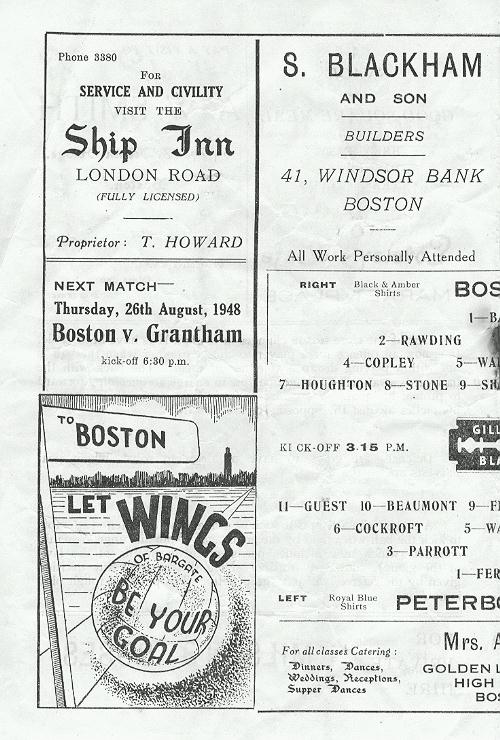 Phone 3380
FOR
SERVICE AND CIVILITY
VISIT THE
Ship Inn
LONDON ROAD
(FULLY LICENSED)
Proprietor : T. HOWARD
NEXT MATCH—
Thursday, 26th August, 1948
Boston v. Grantham
kick-off 6:30 p.m.
TO BOSTON
LET WINGS
OF BARGATE
BE YOUR
GOAL
S. BLACKHAM
AND SON
BUILDERS
41, WINDSOR BANK
BOSTON
All Work Personally Attended
RIGHT Black & Amber Shirts BOS
1—BA
2—RAWDING
4—COPLEY 5—WA
7—HOUGHTON 8—STONE 9—SH
KICK-OFF 3.15 P.M.
GILL
BLA
11—GUEST 10—BEAUMONT 9—F
6—COCKROFT 5—W
3—PARROTT
1—FER
LEFT Royal Blue Shirts PETERBO
For all classes Catering :
Dinners, Dances,
Weddings, Receptions,
Supper Dances
Mrs. A
GOLDEN L
HIGH
BOS